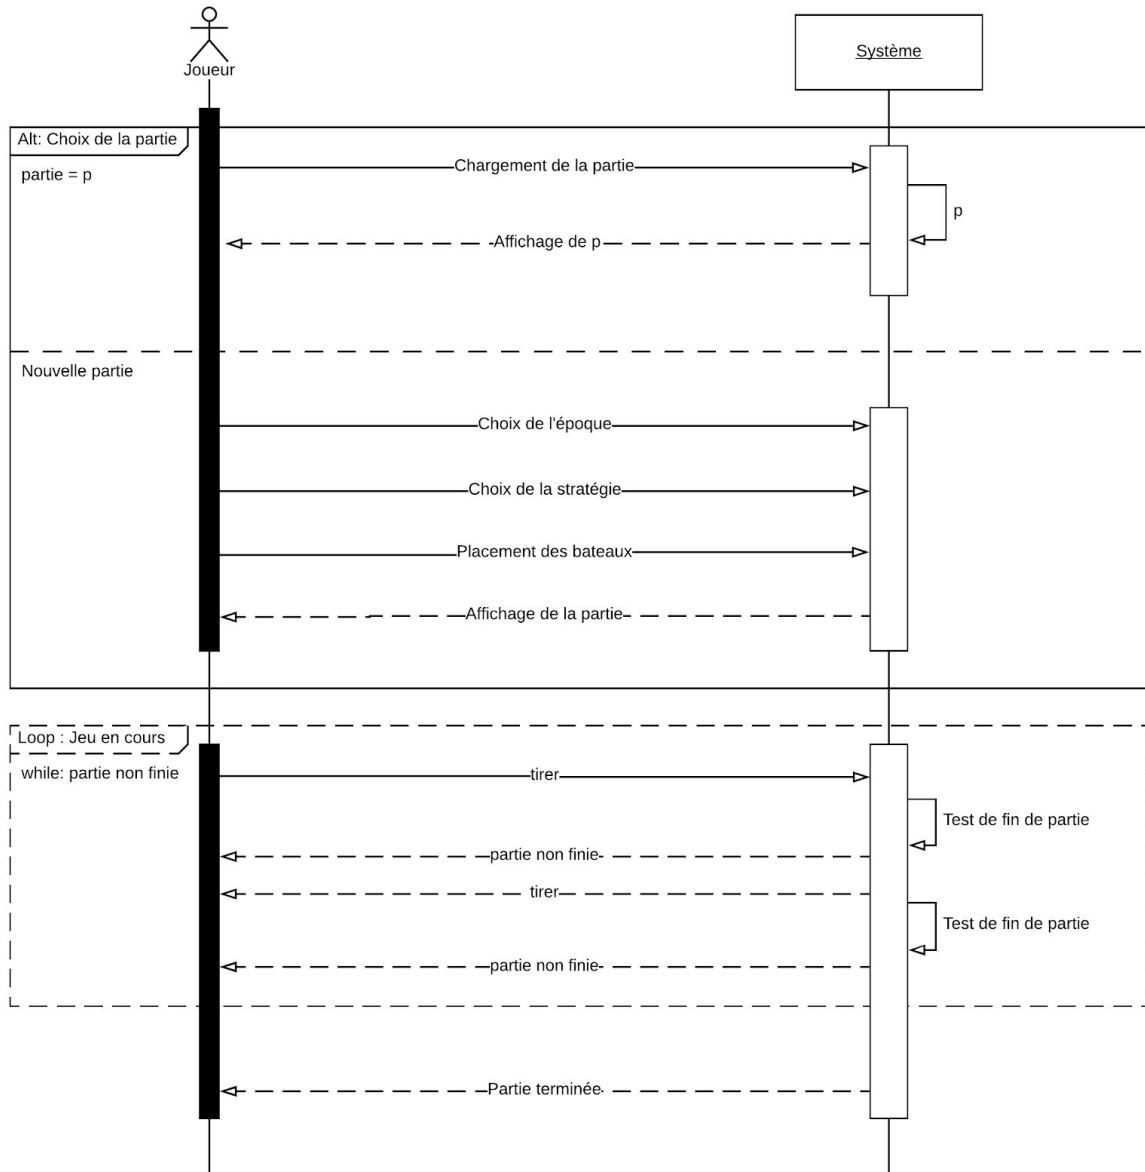 Joueur
Système
Alt: Choix de la partie
partie = p
Chargement de la partie
p
Affichage de p
Nouvelle partie
Choix de l'époque
Choix de la stratégie
Placement des bateaux
Affichage de la partie
Loop : Jeu en cours
while: partie non finie
tirer
Test de fin de partie
partie non finie
tirer
Test de fin de partie
partie non finie
Partie terminée